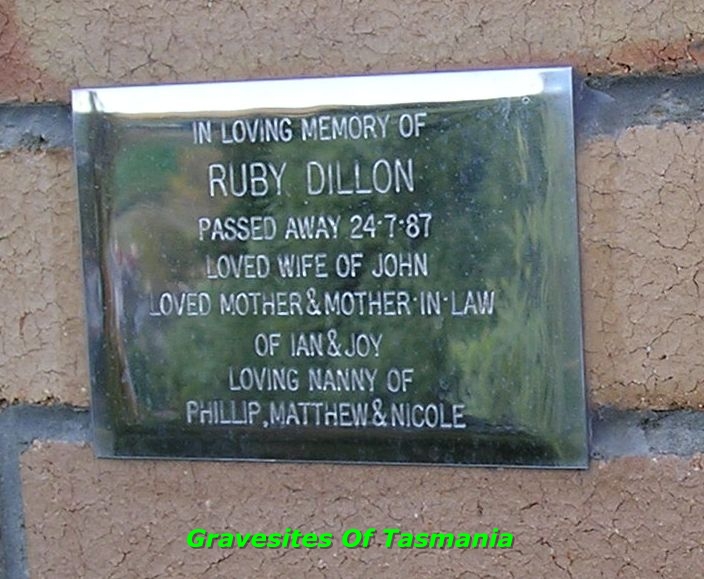 IN LOVING MEMORY OF
RUBY DILLON
PASSED AWAY 24·7·87
LOVED WIFE OF JOHN
LOVED MOTHER & MOTHER·IN·LAW
OF IAN & JOY
LOVING NANNY OF
PHILLIP, MATTHEW & NICOLE
Gravesites Of Tasmania